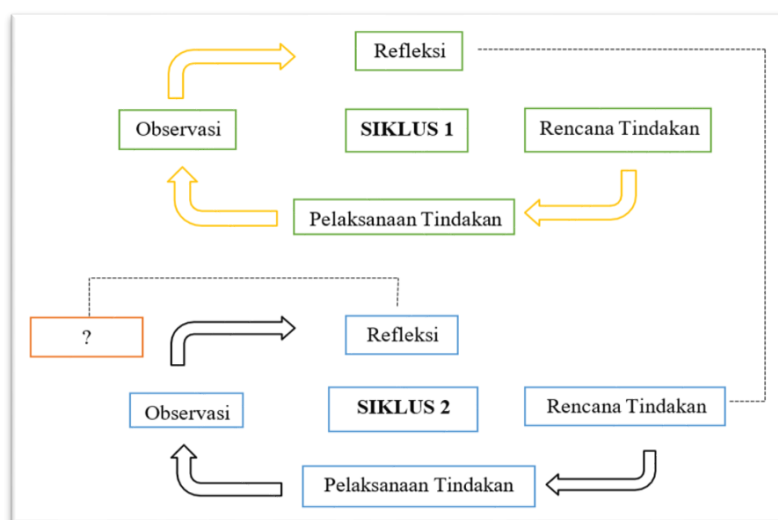 Refleksi
Observasi
SIKLUS 1
Rencana Tindakan
Pelaksanaan Tindakan
?
Refleksi
Observasi
SIKLUS 2
Rencana Tindakan
Pelaksanaan Tindakan